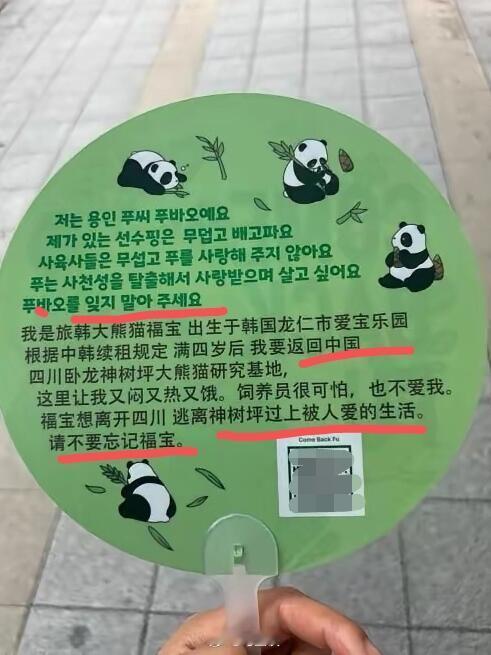 저는 용인 푸씨 푸바오예요
제가 있는 선수핑은 무덥고 배고파요
사육사들은 무섭고 푸를 사랑해 주지 않아요
푸는 사천성을 탈출해서 사랑받으며 살고 싶어요
푸바오를 잊지 말아 주세요
我是旅韩大熊猫福宝 出生于韩国龙仁市爱宝乐园
根据中韩续租规定 满四岁后 我要返回中国
四川卧龙神树坪大熊猫研究基地，
这里让我又闷又热又饿。饲养员很可怕，也不爱我。
福宝想离开四川 逃离神树坪过上被人爱的生活。
请不要忘记福宝。
Come Back Fu